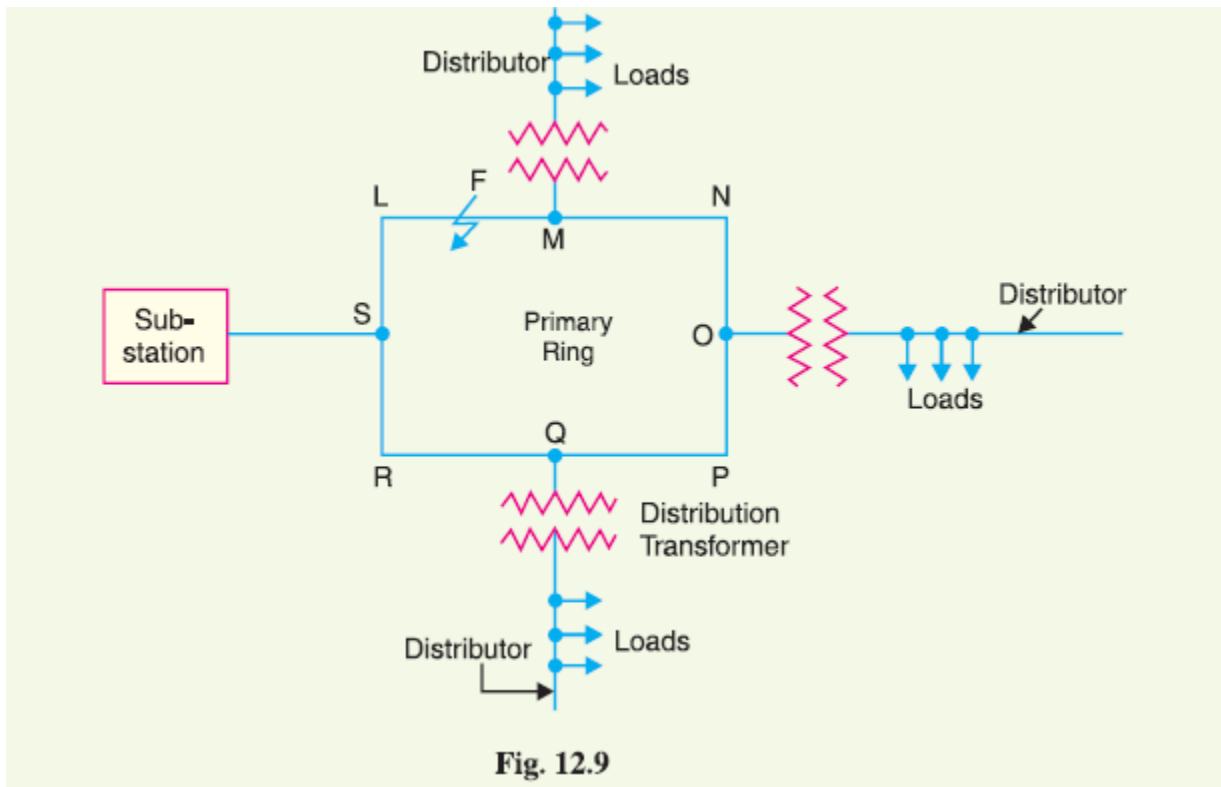 Distributor
Loads
L
F
N
M
Sub-
station
S
Primary
Ring
O
Distributor
Loads
Q
R
P
Distribution
Transformer
Distributor
Loads
Fig. 12.9